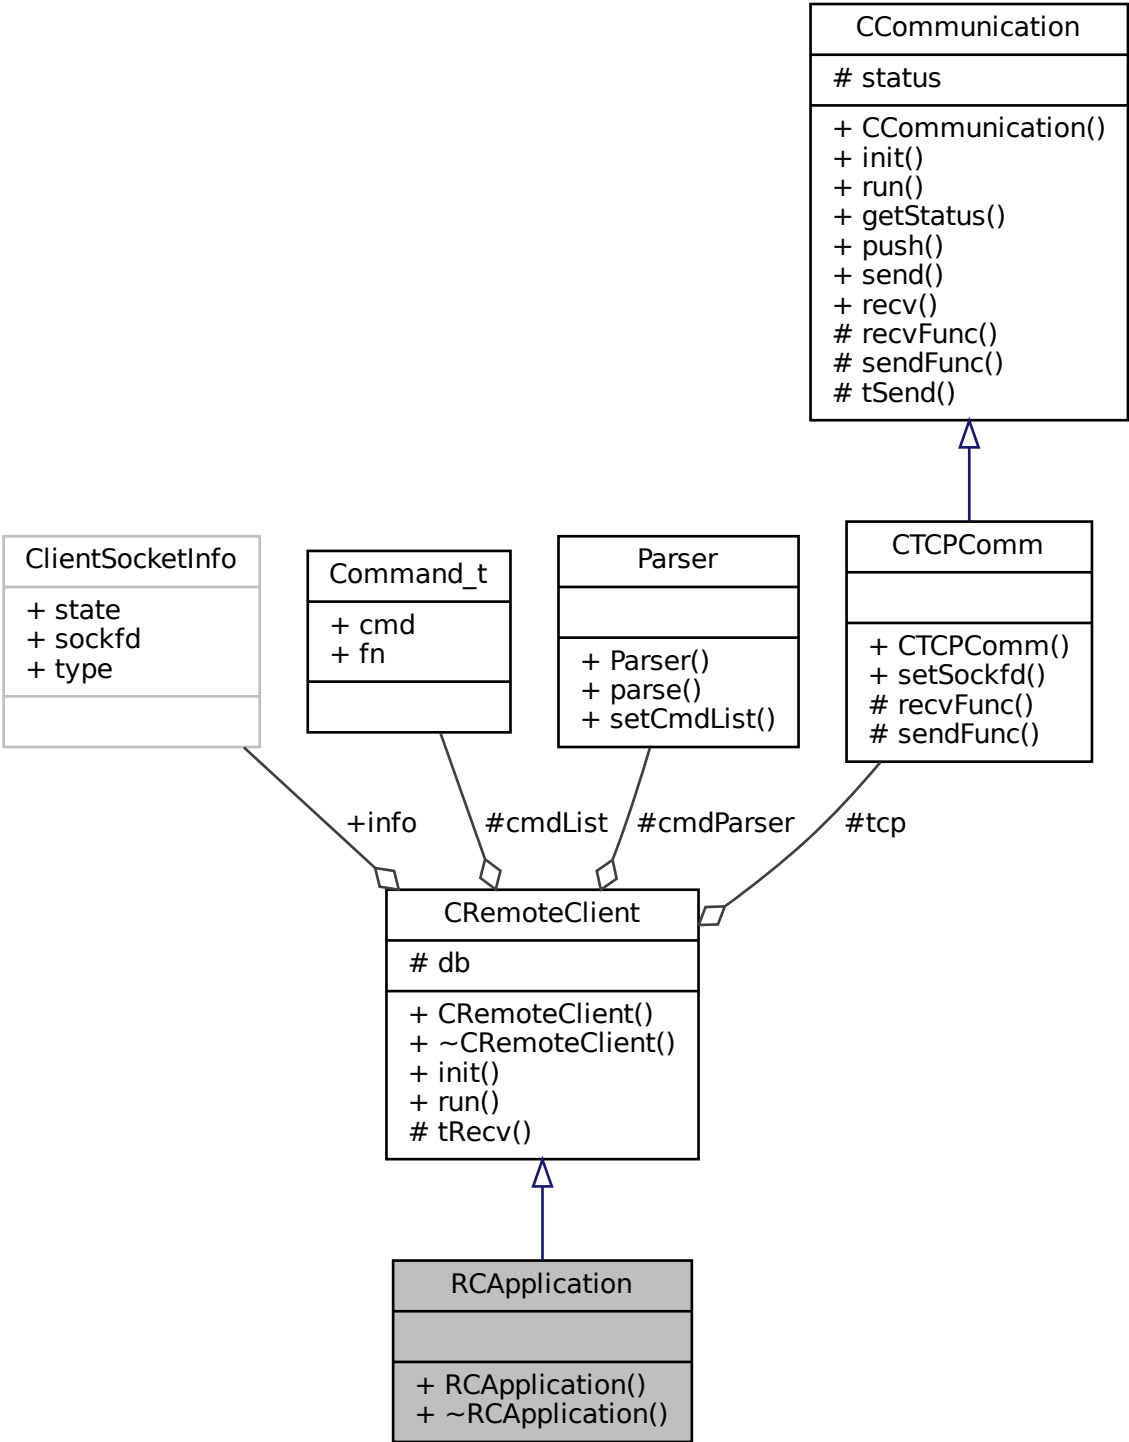 CCommunication
# status
+ CCommunication()
+ init()
+ run()
+ getStatus()
+ push()
+ send()
+ recv()
# recvFunc()
# sendFunc()
# tSend()
ClientSocketInfo
+ state
+ sockfd
+ type
Command_t
+ cmd
+ fn
Parser
+ Parser()
+ parse()
+ setCmdList()
CTCPComm
+ CTCPComm()
+ setSockfd()
# recvFunc()
# sendFunc()
+info
#cmdList
#cmdParser
#tcp
CRemoteClient
# db
+ CRemoteClient()
+ ~CRemoteClient()
+ init()
+ run()
# tRecv()
RCApplication
+ RCApplication()
+ ~RCApplication()